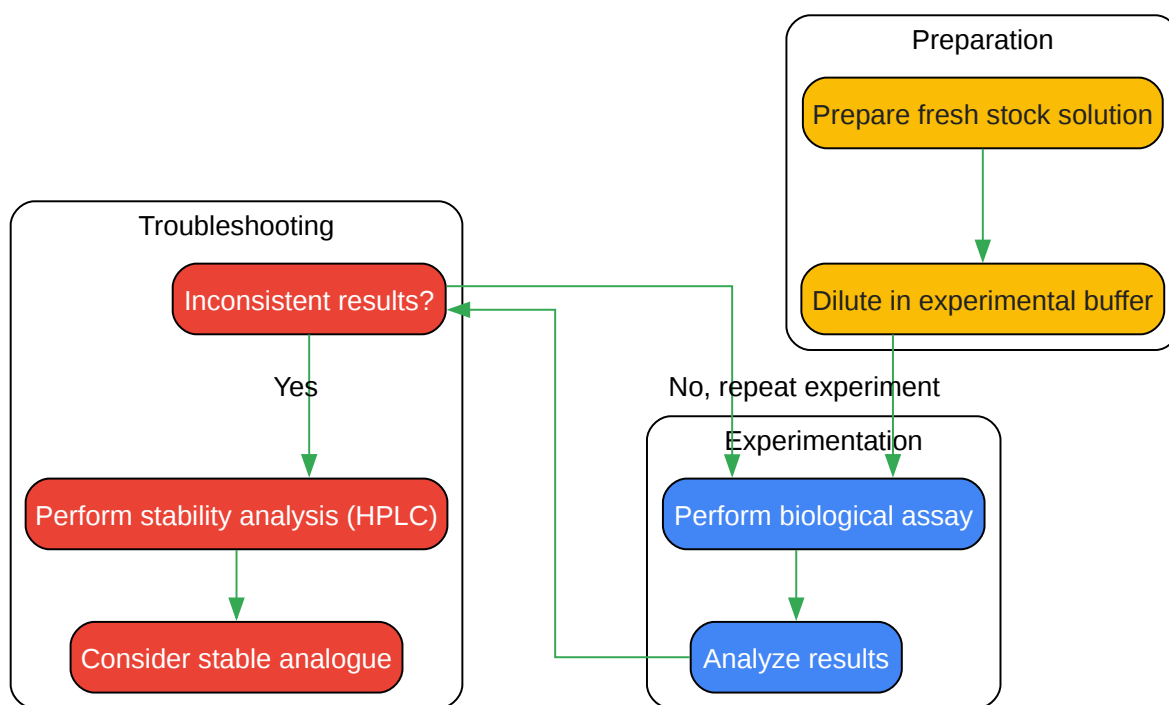 Preparation
Prepare fresh stock solution
Dilute in experimental buffer
Troubleshooting
Inconsistent results?
Yes
Perform stability analysis (HPLC)
Consider stable analogue
No, repeat experiment
Experimentation
Perform biological assay
Analyze results